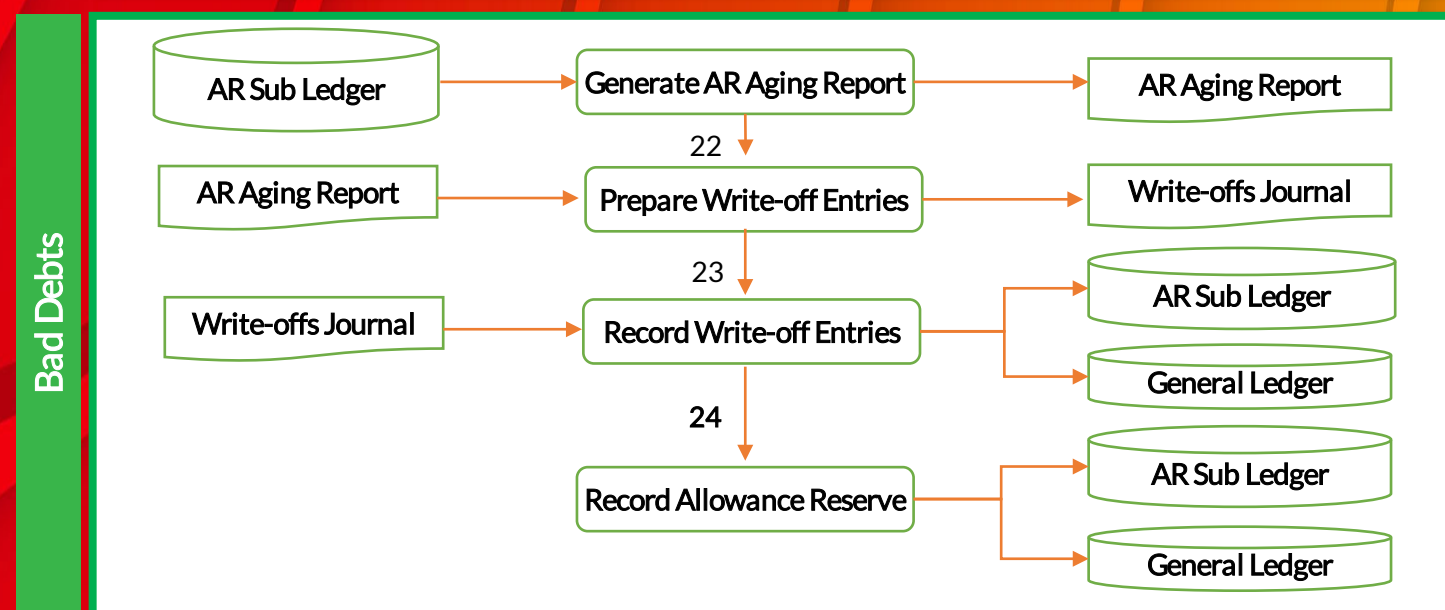 Bad Debts
AR Sub Ledger
Generate AR Aging Report
AR Aging Report
22
AR Aging Report
Prepare Write-off Entries
Write-offs Journal
23
Write-offs Journal
Record Write-off Entries
AR Sub Ledger
General Ledger
24
Record Allowance Reserve
AR Sub Ledger
General Ledger